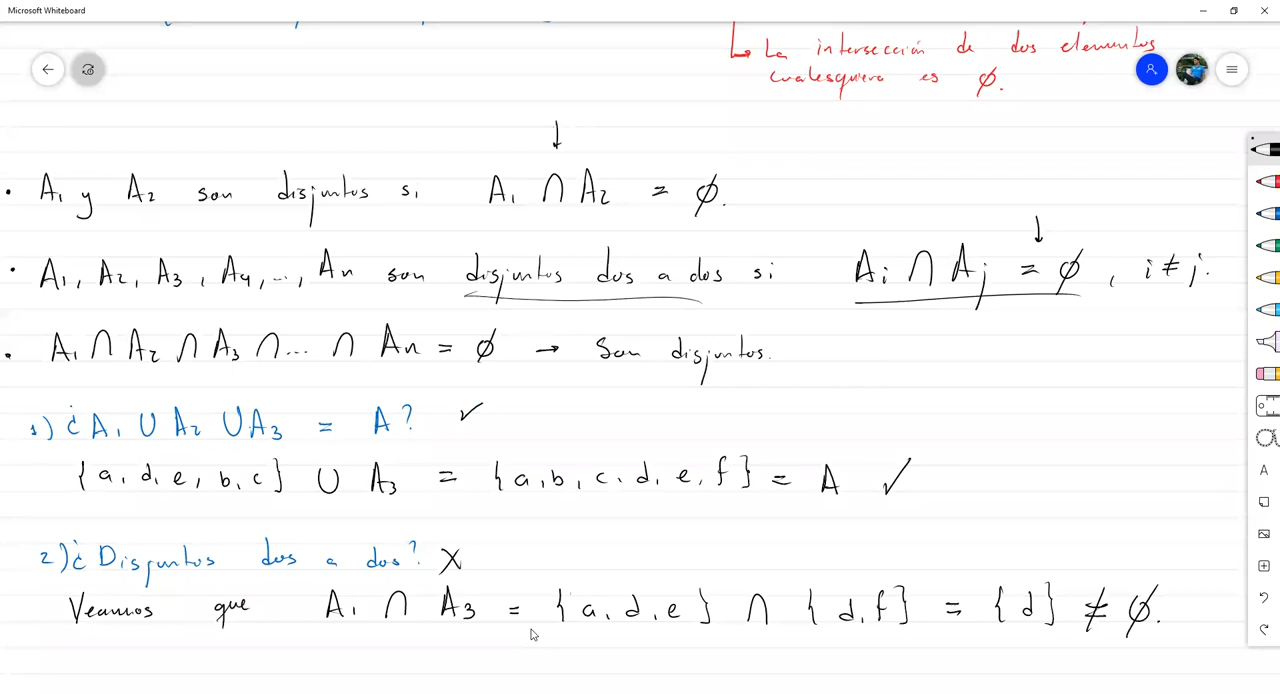 Microsoft Whiteboard
↳ La intersección de dos elementos
cualesquiera es ∅.
• A₁ y A₂ son disjuntos si A₁ ∩ A₂ = ∅.
• A₁, A₂, A₃, A₄, ..., Aₙ son disjuntos dos a dos si Aᵢ ∩ Aⱼ = ∅, i ≠ j.
• A₁ ∩ A₂ ∩ A₃ ∩ ... ∩ Aₙ = ∅ → Son disjuntos.
1) ¿A₁ ∪ A₂ ∪ A₃ = A? ✓
{a, d, e, b, c} ∪ A₃ = {a, b, c, d, e, f} = A ✓
2) ¿Disjuntos dos a dos? X
Veamos que A₁ ∩ A₃ = {a, d, e} ∩ {d, f} = {d} ≠ ∅.